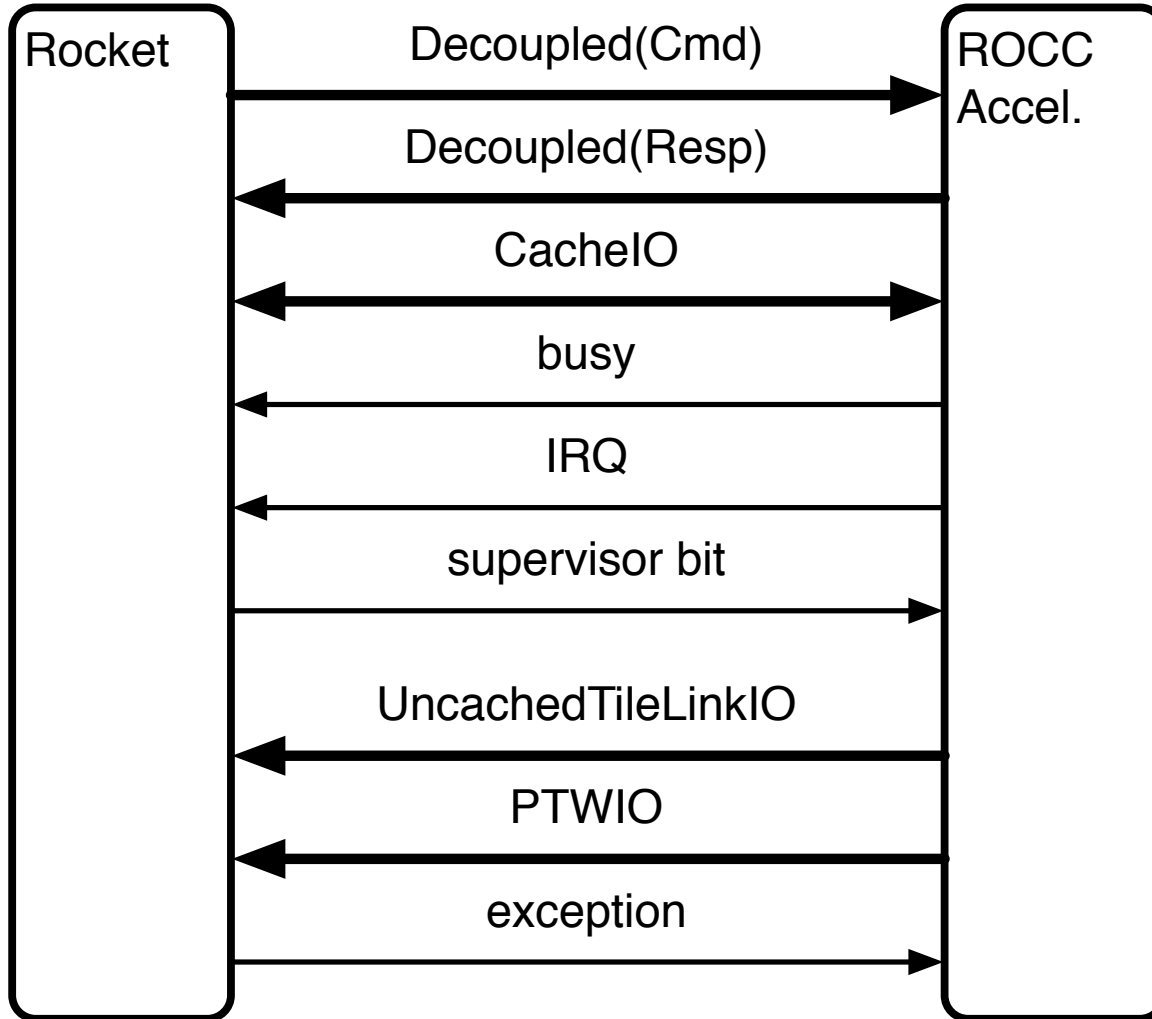 Rocket
Decoupled(Cmd)
ROCC
Accel.
Decoupled(Resp)
CacheIO
busy
IRQ
supervisor bit
UncachedTileLinkIO
PTWIO
exception